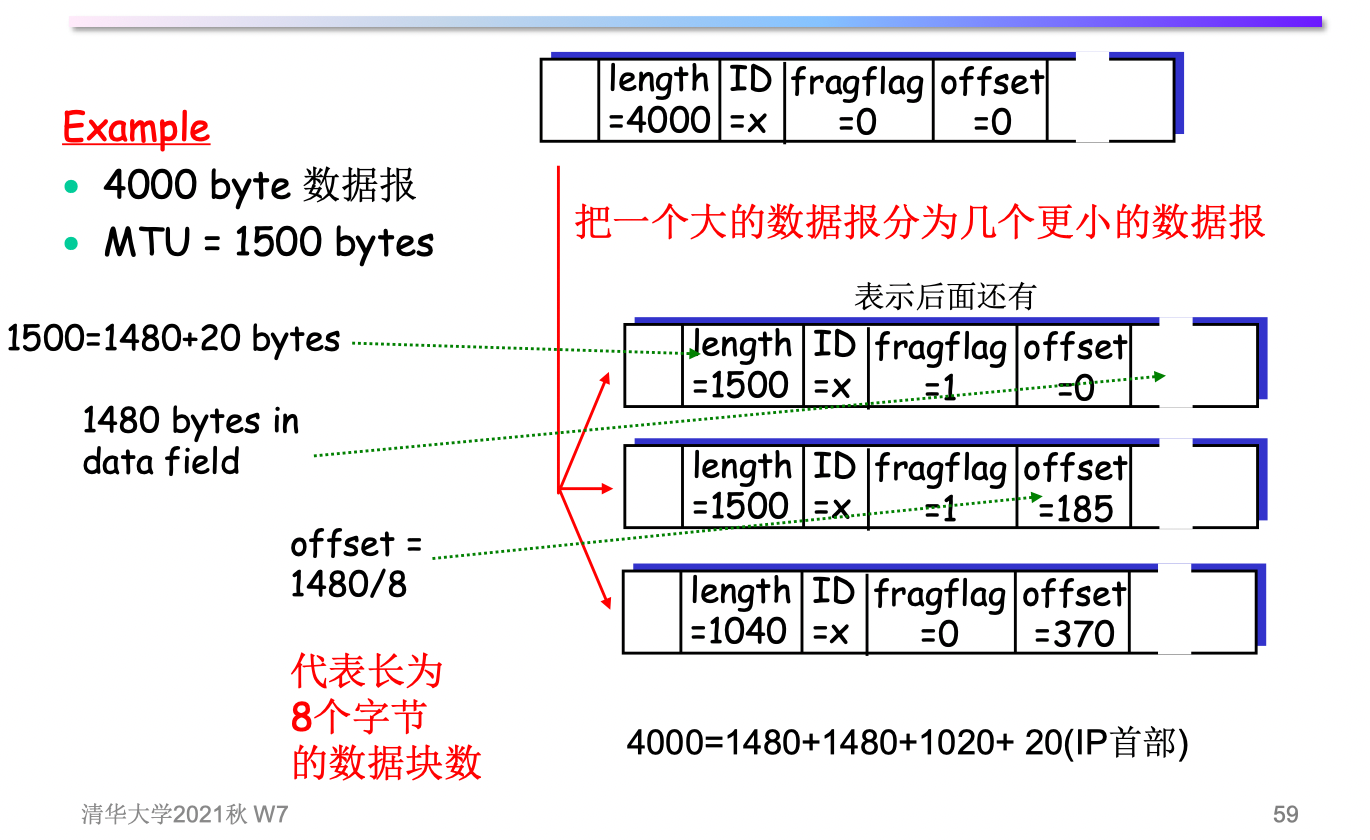 length ID fragflag offset
=4000 =x =0 =0
Example
4000 byte 数据报
MTU = 1500 bytes
把一个大的数据报分为几个更小的数据报
表示后面还有
1500=1480+20 bytes
length ID fragflag offset
=1500 =x =1 =0
1480 bytes in
data field
length ID fragflag offset
=1500 =x =1 =185
offset =
1480/8
length ID fragflag offset
=1040 =x =0 =370
代表长为
8个字节
的数据块数
4000=1480+1480+1020+ 20(IP首部)
清华大学2021秋 W7
59